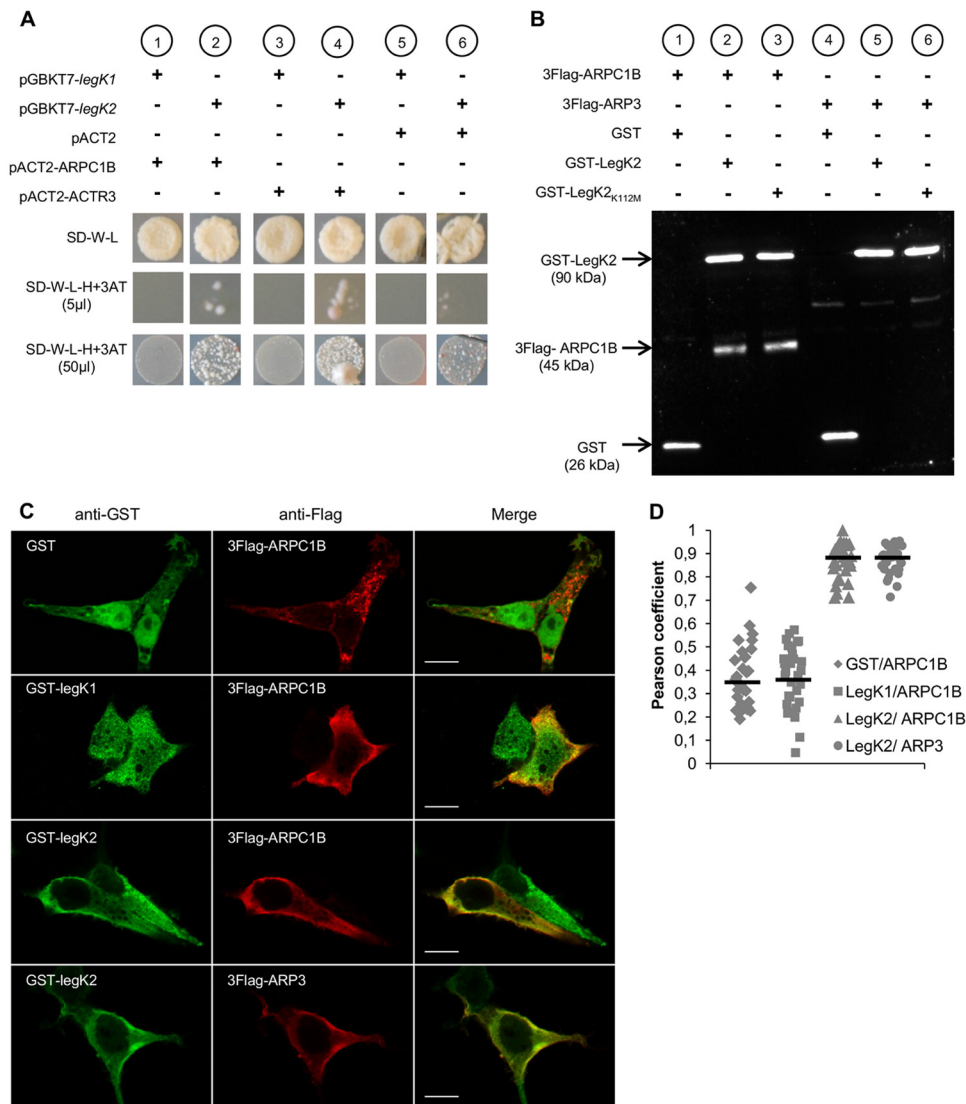 A
1 2 3 4 5 6
pGBKT7-legK1 + - + - + -
pGBKT7-legK2 - + - + - +
pACT2 - - - - + +
pACT2-ARPC1B + + - - - -
pACT2-ACTR3 - - + + - -
SD-W-L
SD-W-L-H+3AT
(5µl)
SD-W-L-H+3AT
(50µl)
B
1 2 3 4 5 6
3Flag-ARPC1B + + + - - -
3Flag-ARP3 - - - + + +
GST + - - + - -
GST-LegK2 - + - - + -
GST-LegK2K112M - - + - - +
GST-LegK2
(90 kDa)
3Flag- ARPC1B
(45 kDa)
GST
(26 kDa)
C
anti-GST anti-Flag Merge
GST 3Flag-ARPC1B
GST-legK1 3Flag-ARPC1B
GST-legK2 3Flag-ARPC1B
GST-legK2 3Flag-ARP3
D
Pearson coefficient
1
0,9
0,8
0,7
0,6
0,5
0,4
0,3
0,2
0,1
0
GST/ARPC1B
LegK1/ARPC1B
LegK2/ ARPC1B
LegK2/ ARP3